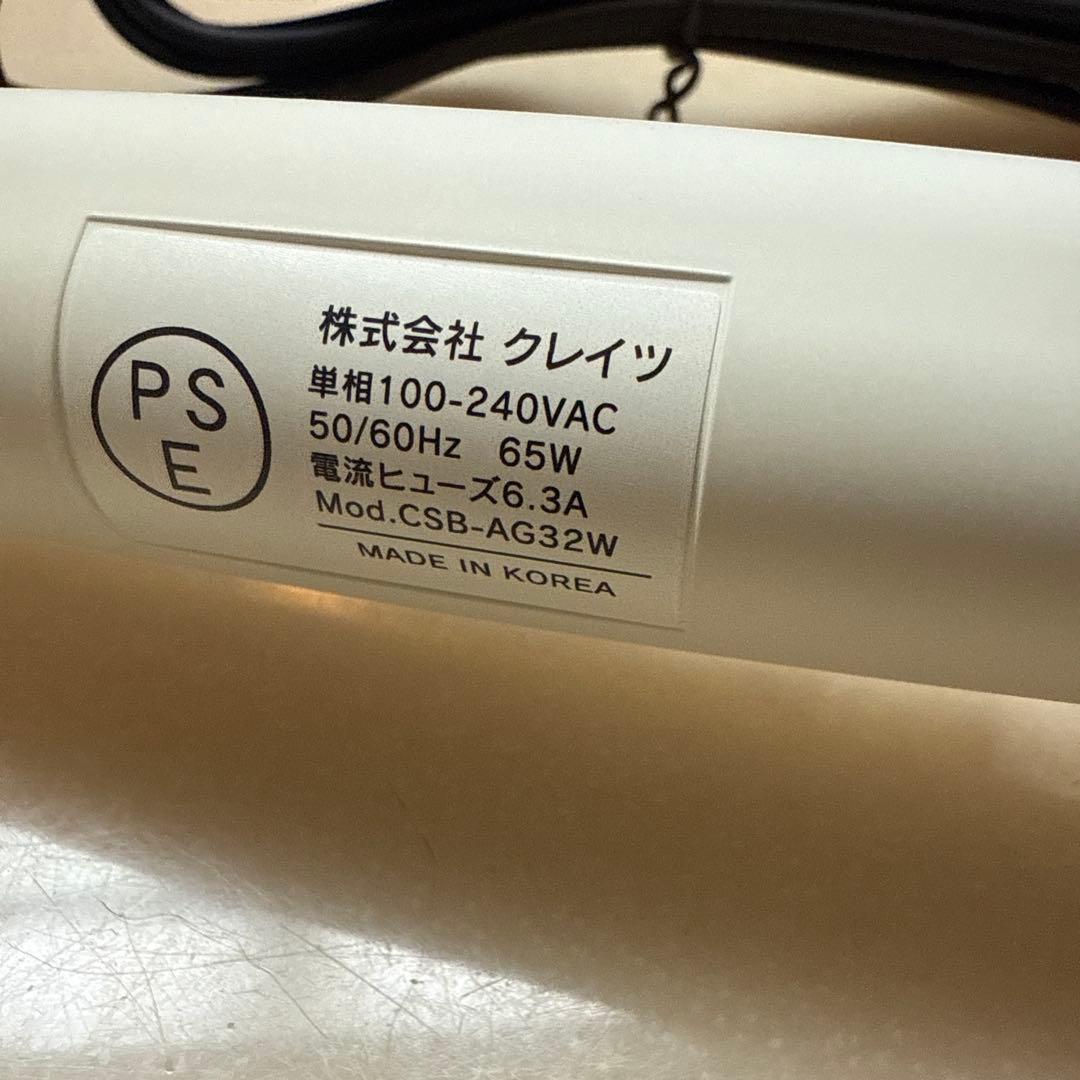 PS
E
株式会社 クレイツ
単相100-240VAC
50/60Hz 65W
電流ヒューズ6.3A
Mod.CSB-AG32W
MADE IN KOREA